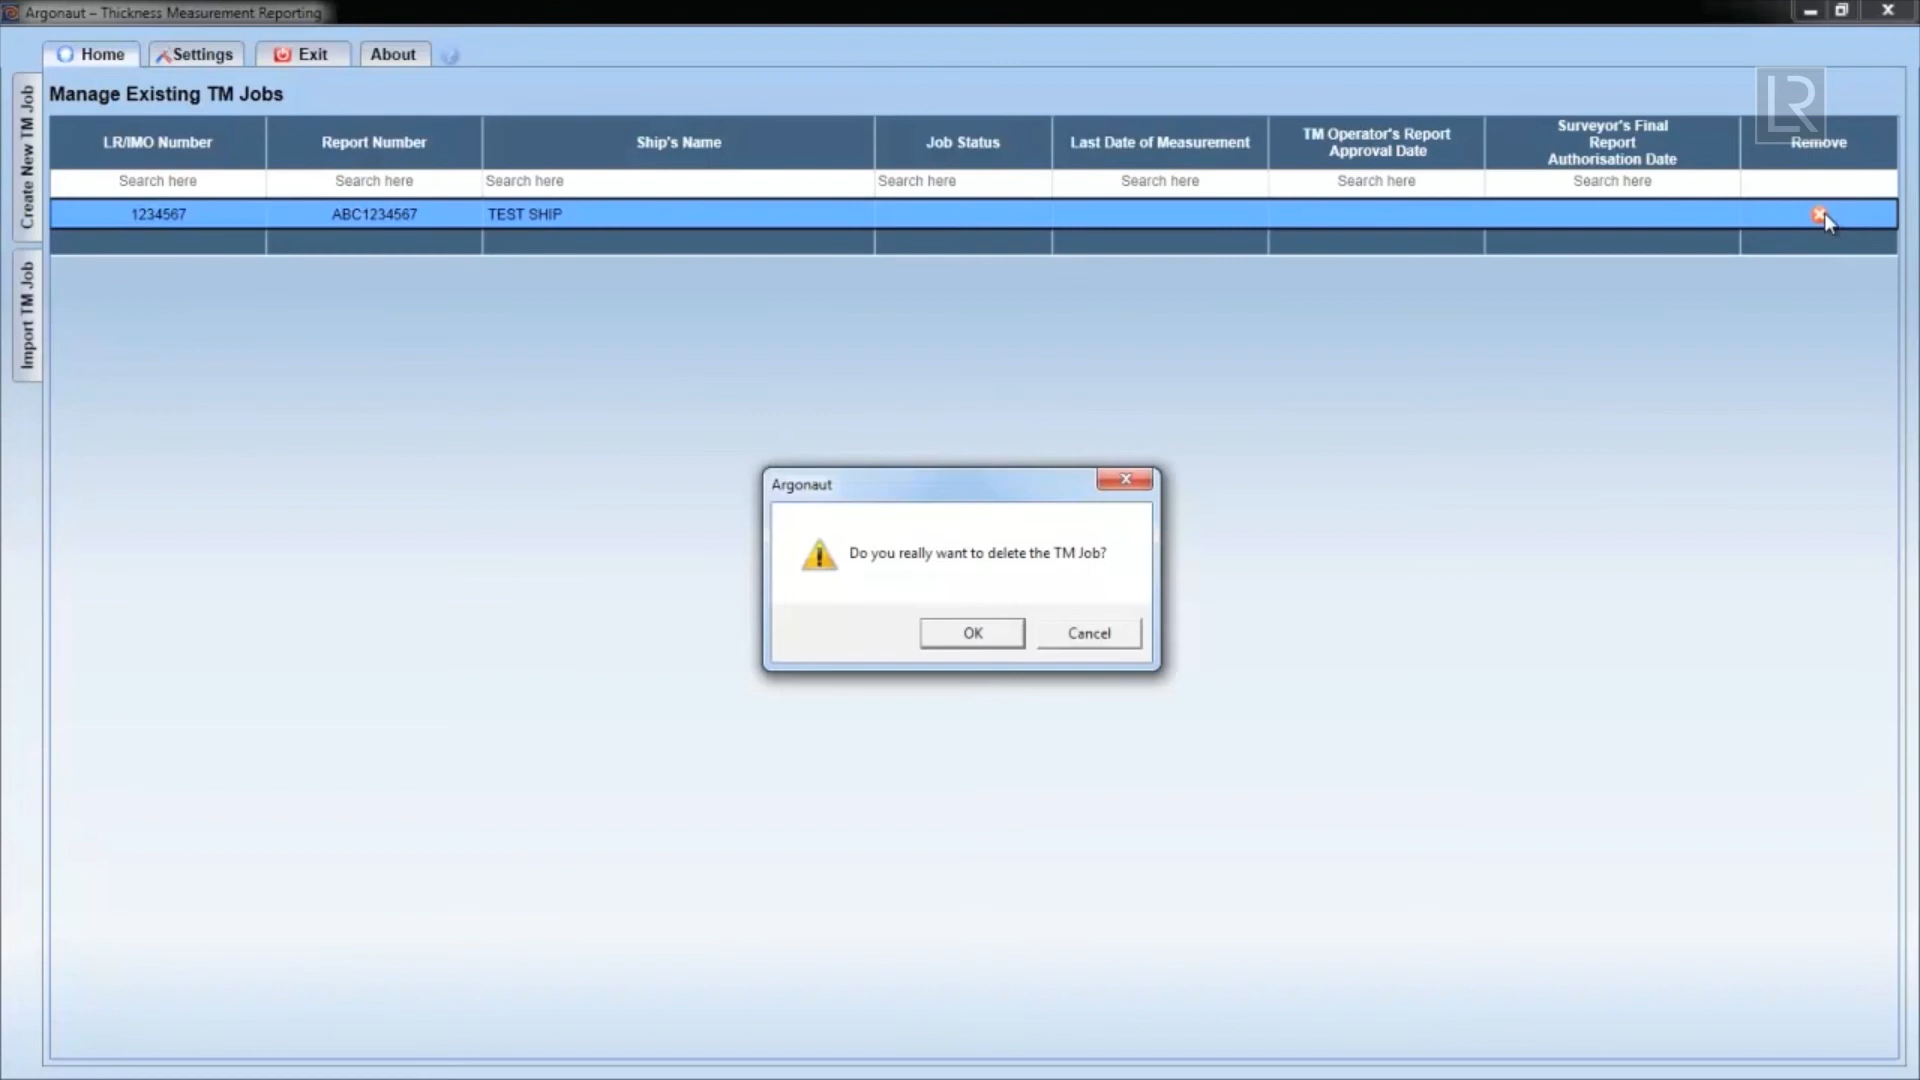 Argonaut – Thickness Measurement Reporting
Home
Settings
Exit
About
Create New TM Job
Import TM Job
Manage Existing TM Jobs
LR/IMO Number
Report Number
Ship's Name
Job Status
Last Date of Measurement
TM Operator's Report
Approval Date
Surveyor's Final
Report
Authorisation Date
Remove
LR
Search here
Search here
Search here
Search here
Search here
Search here
Search here
1234567
ABC1234567
TEST SHIP
Argonaut
Do you really want to delete the TM Job?
OK
Cancel